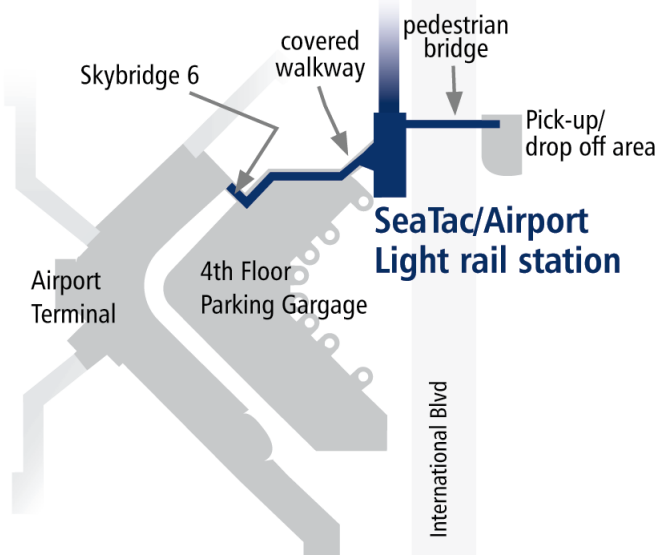 pedestrian
bridge
covered
walkway
Skybridge 6
Pick-up/
drop off area
SeaTac/Airport
Light rail station
4th Floor
Parking Gargage
Airport
Terminal
International Blvd